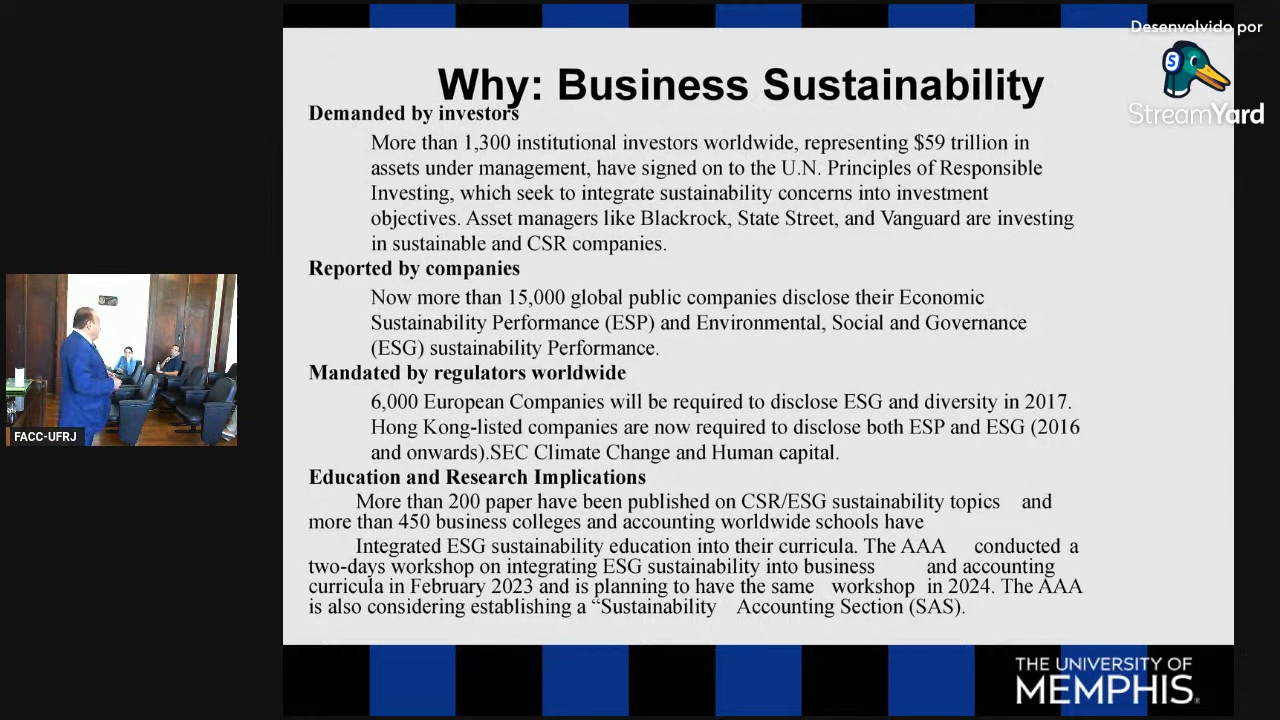 Desenvolvido por
StreamYard
Why: Business Sustainability
Demanded by investors
More than 1,300 institutional investors worldwide, representing $59 trillion in
assets under management, have signed on to the U.N. Principles of Responsible
Investing, which seek to integrate sustainability concerns into investment
objectives. Asset managers like Blackrock, State Street, and Vanguard are investing
in sustainable and CSR companies.
Reported by companies
Now more than 15,000 global public companies disclose their Economic
Sustainability Performance (ESP) and Environmental, Social and Governance
(ESG) sustainability Performance.
Mandated by regulators worldwide
6,000 European Companies will be required to disclose ESG and diversity in 2017.
Hong Kong-listed companies are now required to disclose both ESP and ESG (2016
and onwards).SEC Climate Change and Human capital.
Education and Research Implications
More than 200 paper have been published on CSR/ESG sustainability topics and
more than 450 business colleges and accounting worldwide schools have
Integrated ESG sustainability education into their curricula. The AAA conducted a
two-days workshop on integrating ESG sustainability into business and accounting
curricula in February 2023 and is planning to have the same workshop in 2024. The AAA
is also considering establishing a “Sustainability Accounting Section (SAS).
FACC-UFRJ
THE UNIVERSITY OF
MEMPHIS